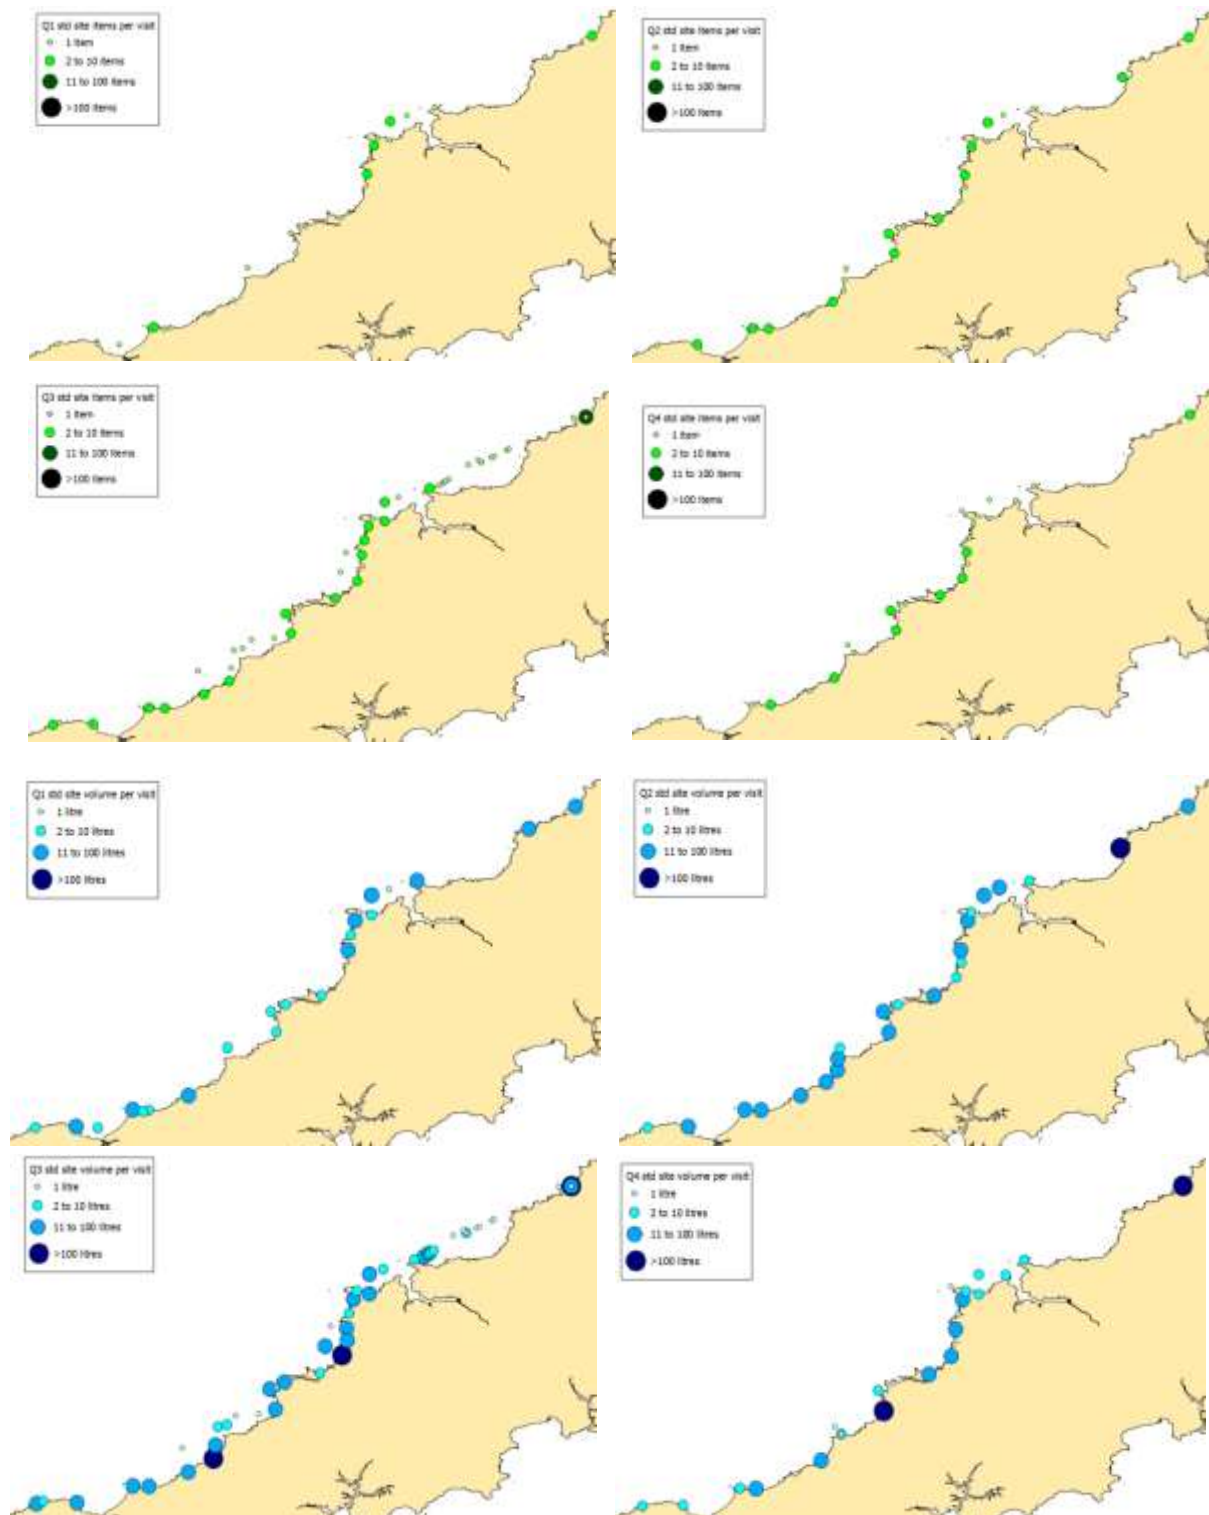 Q1 std site items per visit
1 item
2 to 10 items
11 to 100 items
>100 items
Q2 std site items per visit
1 item
2 to 10 items
11 to 100 items
>100 items
Q3 std site items per visit
1 item
2 to 10 items
11 to 100 items
>100 items
Q4 std site items per visit
1 item
2 to 10 items
11 to 100 items
>100 items
Q1 std site volume per visit
1 litre
2 to 10 litres
11 to 100 litres
>100 litres
Q2 std site volume per visit
1 litre
2 to 10 litres
11 to 100 litres
>100 litres
Q3 std site volume per visit
1 litre
2 to 10 litres
11 to 100 litres
>100 litres
Q4 std site volume per visit
1 litre
2 to 10 litres
11 to 100 litres
>100 litres